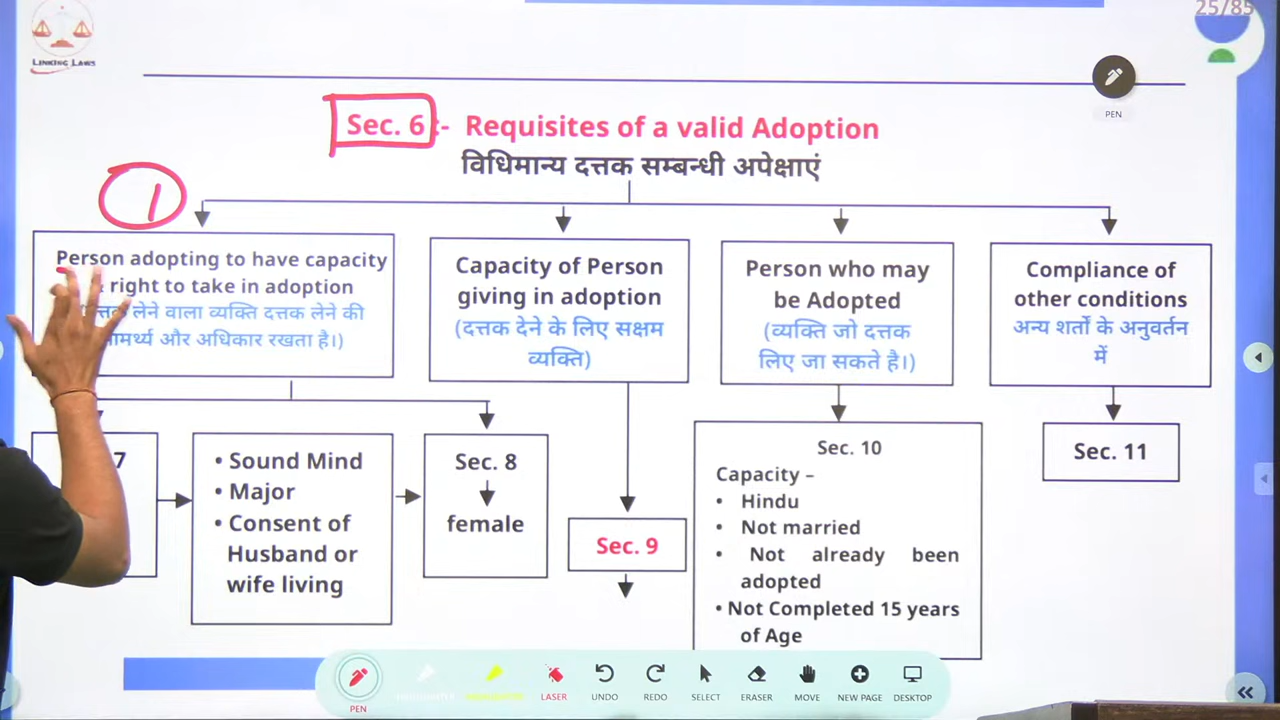 25/85
LINKING LAWS
PEN
Sec. 6 :- Requisites of a valid Adoption
विधिमान्य दत्तक सम्बन्धी अपेक्षाएं
1
Person adopting to have capacity
right to take in adoption
लेने वाला व्यक्ति दत्तक लेने की
और अधिकार रखता है।)
Capacity of Person
giving in adoption
(दत्तक देने के लिए सक्षम
व्यक्ति)
Person who may
be Adopted
(व्यक्ति जो दत्तक
लिए जा सकते है।)
Compliance of
other conditions
अन्य शर्तों के अनुवर्तन
में
7
• Sound Mind
• Major
• Consent of
Husband or
wife living
Sec. 8
female
Sec. 9
Sec. 10
Capacity –
• Hindu
• Not married
• Not already been
adopted
• Not Completed 15 years
of Age
Sec. 11
PEN
LASER
UNDO
REDO
SELECT
ERASER
MOVE
NEW PAGE
DESKTOP